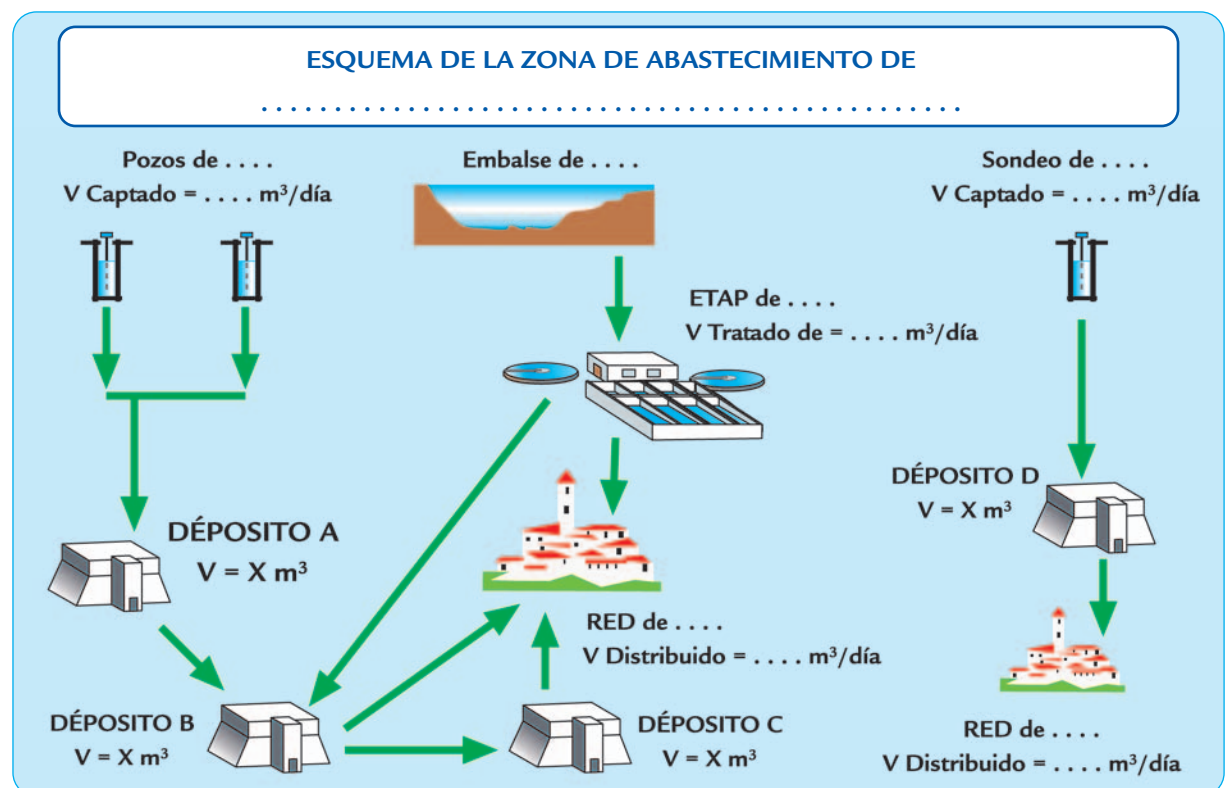 ESQUEMA DE LA ZONA DE ABASTECIMIENTO DE
. . . . . . . . . . . . . . . . . . . . . . . . . . . . . . . . . . . . . . . . . . . . . . . .
Pozos de . . . .
V Captado = . . . . m³/día
Embalse de . . . .
Sondeo de . . . .
V Captado = . . . . m³/día
ETAP de . . . .
V Tratado de = . . . . m³/día
DÉPOSITO A
V = X m³
DÉPOSITO D
V = X m³
RED de . . . .
V Distribuido = . . . . m³/día
DÉPOSITO B
V = X m³
DÉPOSITO C
V = X m³
RED de . . . .
V Distribuido = . . . . m³/día